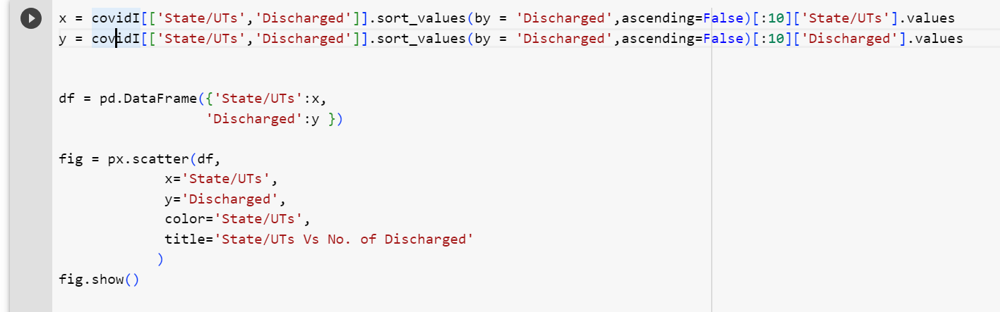 x = covidI[['State/UTs','Discharged']].sort_values(by = 'Discharged',ascending=False)[:10]['State/UTs'].values
y = covidI[['State/UTs','Discharged']].sort_values(by = 'Discharged',ascending=False)[:10]['Discharged'].values
df = pd.DataFrame({'State/UTs':x,
'Discharged':y })
fig = px.scatter(df,
x='State/UTs',
y='Discharged',
color='State/UTs',
title='State/UTs Vs No. of Discharged'
)
fig.show()